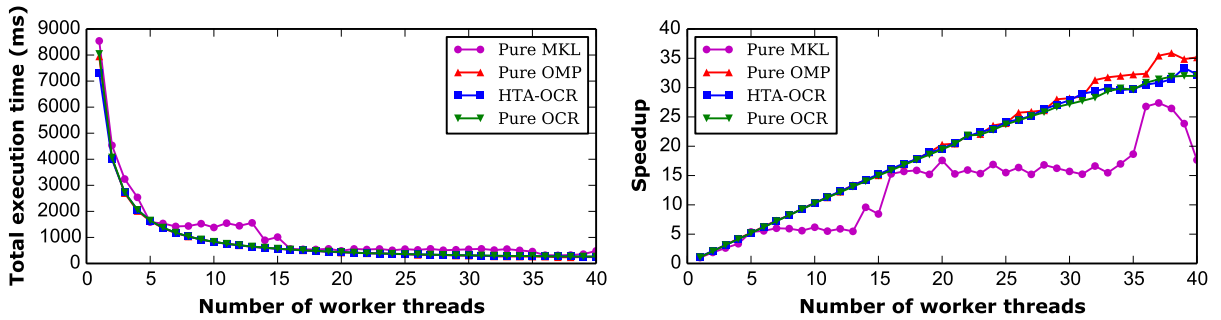 Total execution time (ms)
9000
8000
7000
6000
5000
4000
3000
2000
1000
0
Pure MKL
Pure OMP
HTA-OCR
Pure OCR
0 5 10 15 20 25 30 35 40
Number of worker threads
Speedup
40
35
30
25
20
15
10
5
0
Pure MKL
Pure OMP
HTA-OCR
Pure OCR
0 5 10 15 20 25 30 35 40
Number of worker threads